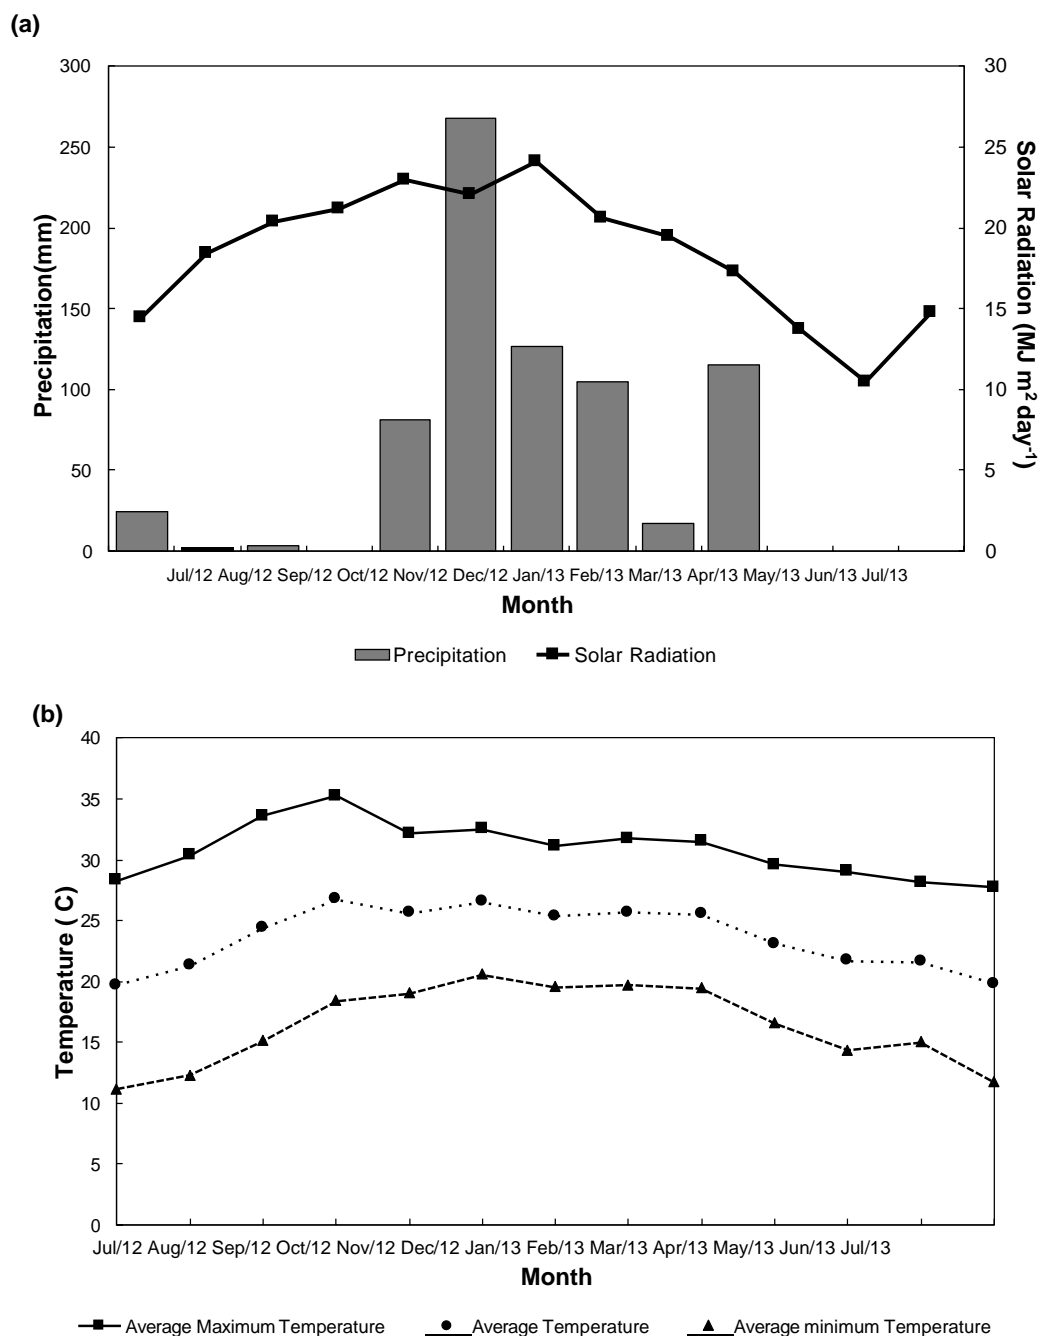 (a)
300
250
200
150
100
50
0
Precipitation(mm)
30
25
20
15
10
5
0
Solar Radiation (MJ m² day⁻¹)
Jul/12 Aug/12 Sep/12 Oct/12 Nov/12 Dec/12 Jan/13 Feb/13 Mar/13 Apr/13 May/13 Jun/13 Jul/13
Month
Precipitation Solar Radiation
(b)
40
35
30
25
20
15
10
5
0
Temperature ( C)
Jul/12 Aug/12 Sep/12 Oct/12 Nov/12 Dec/12 Jan/13 Feb/13 Mar/13 Apr/13 May/13 Jun/13 Jul/13
Month
Average Maximum Temperature Average Temperature Average minimum Temperature